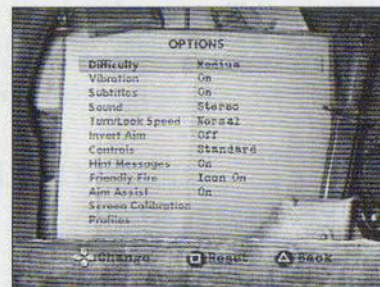 OPTIONS
Difficulty Medium
Vibration On
Subtitles On
Sound Stereo
Turn/Look Speed Normal
Invert Aim Off
Controls Standard
Hint Messages On
Friendly Fire Icon On
Aim Assist On
Screen Calibration
Profiles
Change Reset Back